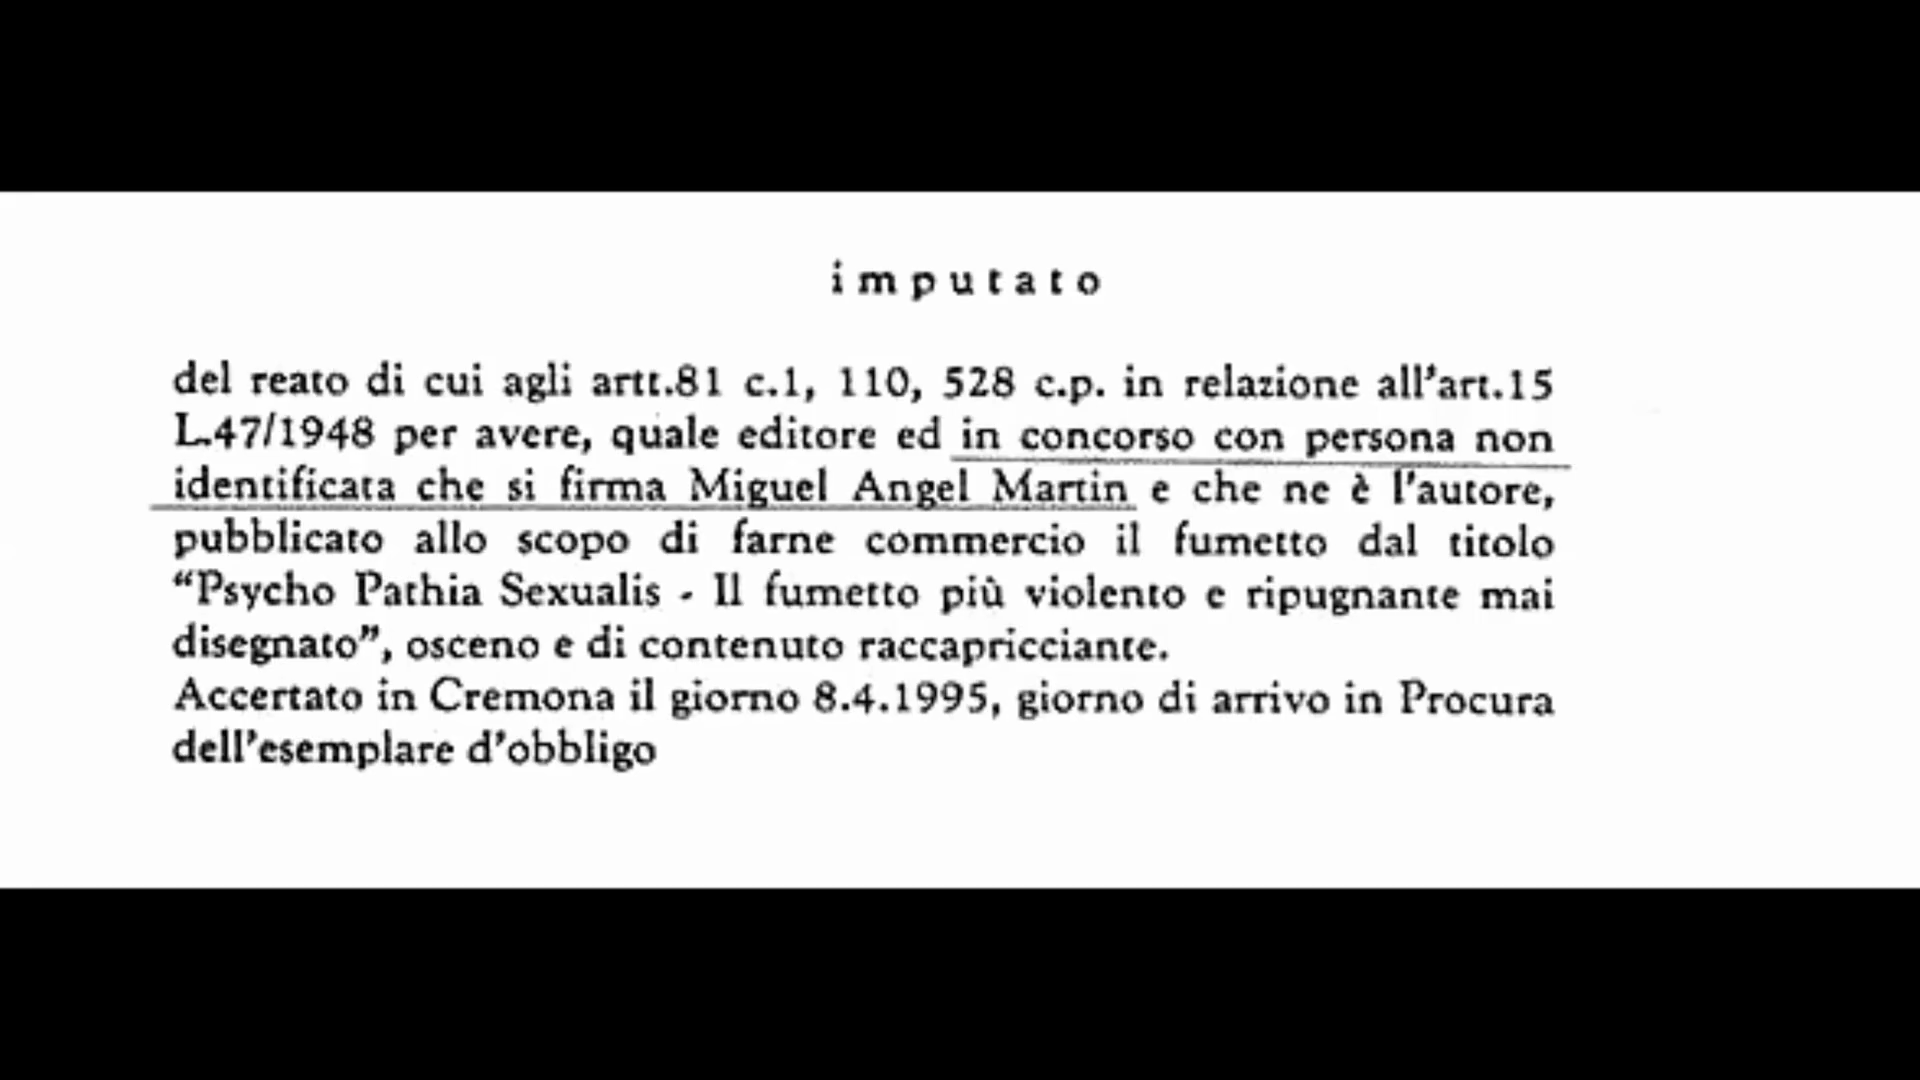 imputato
del reato di cui agli artt.81 c.1, 110, 528 c.p. in relazione all'art.15
L.47/1948 per avere, quale editore ed in concorso con persona non
identificata che si firma Miguel Angel Martin e che ne è l'autore,
pubblicato allo scopo di farne commercio il fumetto dal titolo
“Psycho Pathia Sexualis - Il fumetto più violento e ripugnante mai
disegnato”, osceno e di contenuto raccapricciante.
Accertato in Cremona il giorno 8.4.1995, giorno di arrivo in Procura
dell'esemplare d'obbligo